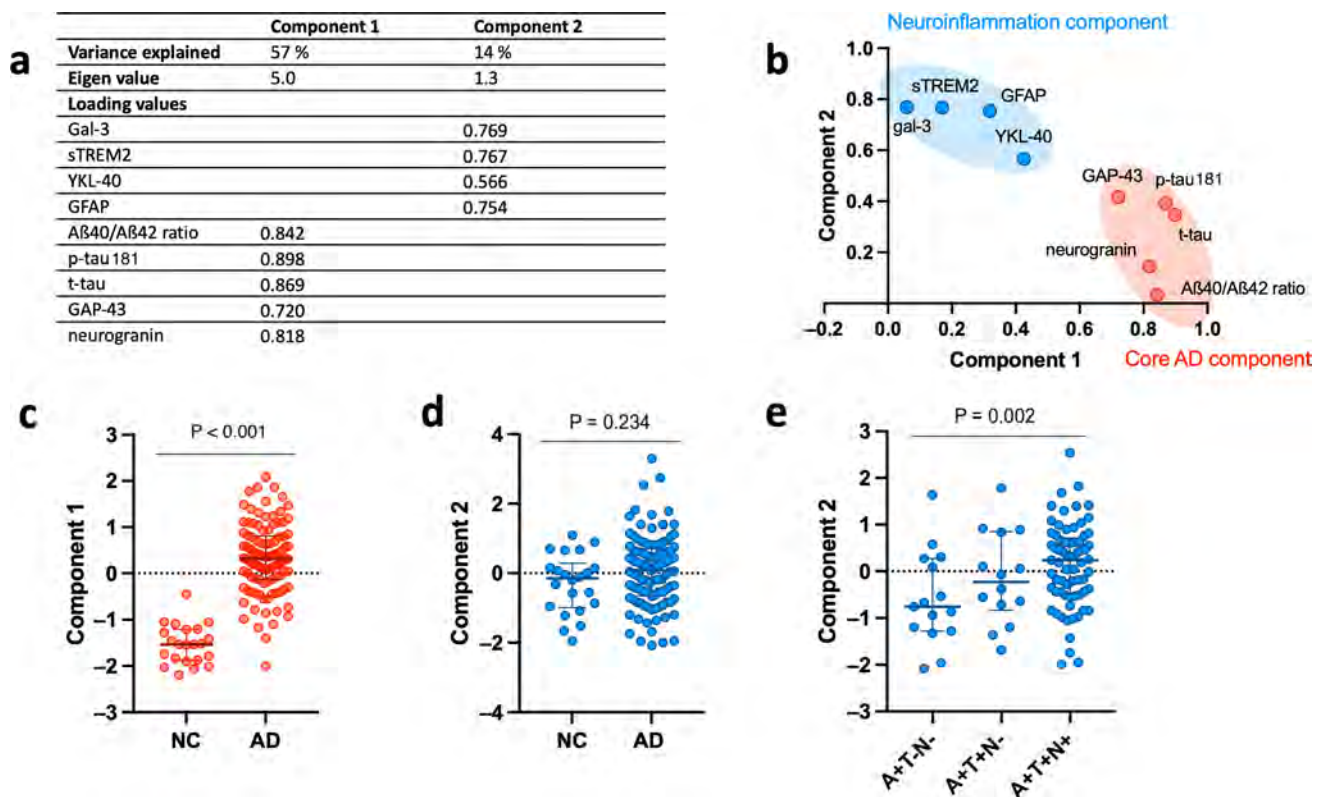 a
Component 1 Component 2
Variance explained 57 % 14 %
Eigen value 5.0 1.3
Loading values
Gal-3 0.769
sTREM2 0.767
YKL-40 0.566
GFAP 0.754
Aß40/Aß42 ratio 0.842
p-tau181 0.898
t-tau 0.869
GAP-43 0.720
neurogranin 0.818
b
Neuroinflammation component
1.0
0.8
0.6
0.4
0.2
Component 2
sTREM2
GFAP
gal-3
YKL-40
GAP-43
p-tau181
t-tau
neurogranin
Aß40/Aß42 ratio
–0.2 0.0 0.2 0.4 0.6 0.8 1.0
Component 1
Core AD component
c
P < 0.001
3
2
1
0
–1
–2
–3
Component 1
NC AD
d
P = 0.234
4
2
0
–2
–4
Component 2
NC AD
e
P = 0.002
3
2
1
0
–1
–2
–3
Component 2
A+T-N- A+T+N- A+T+N+